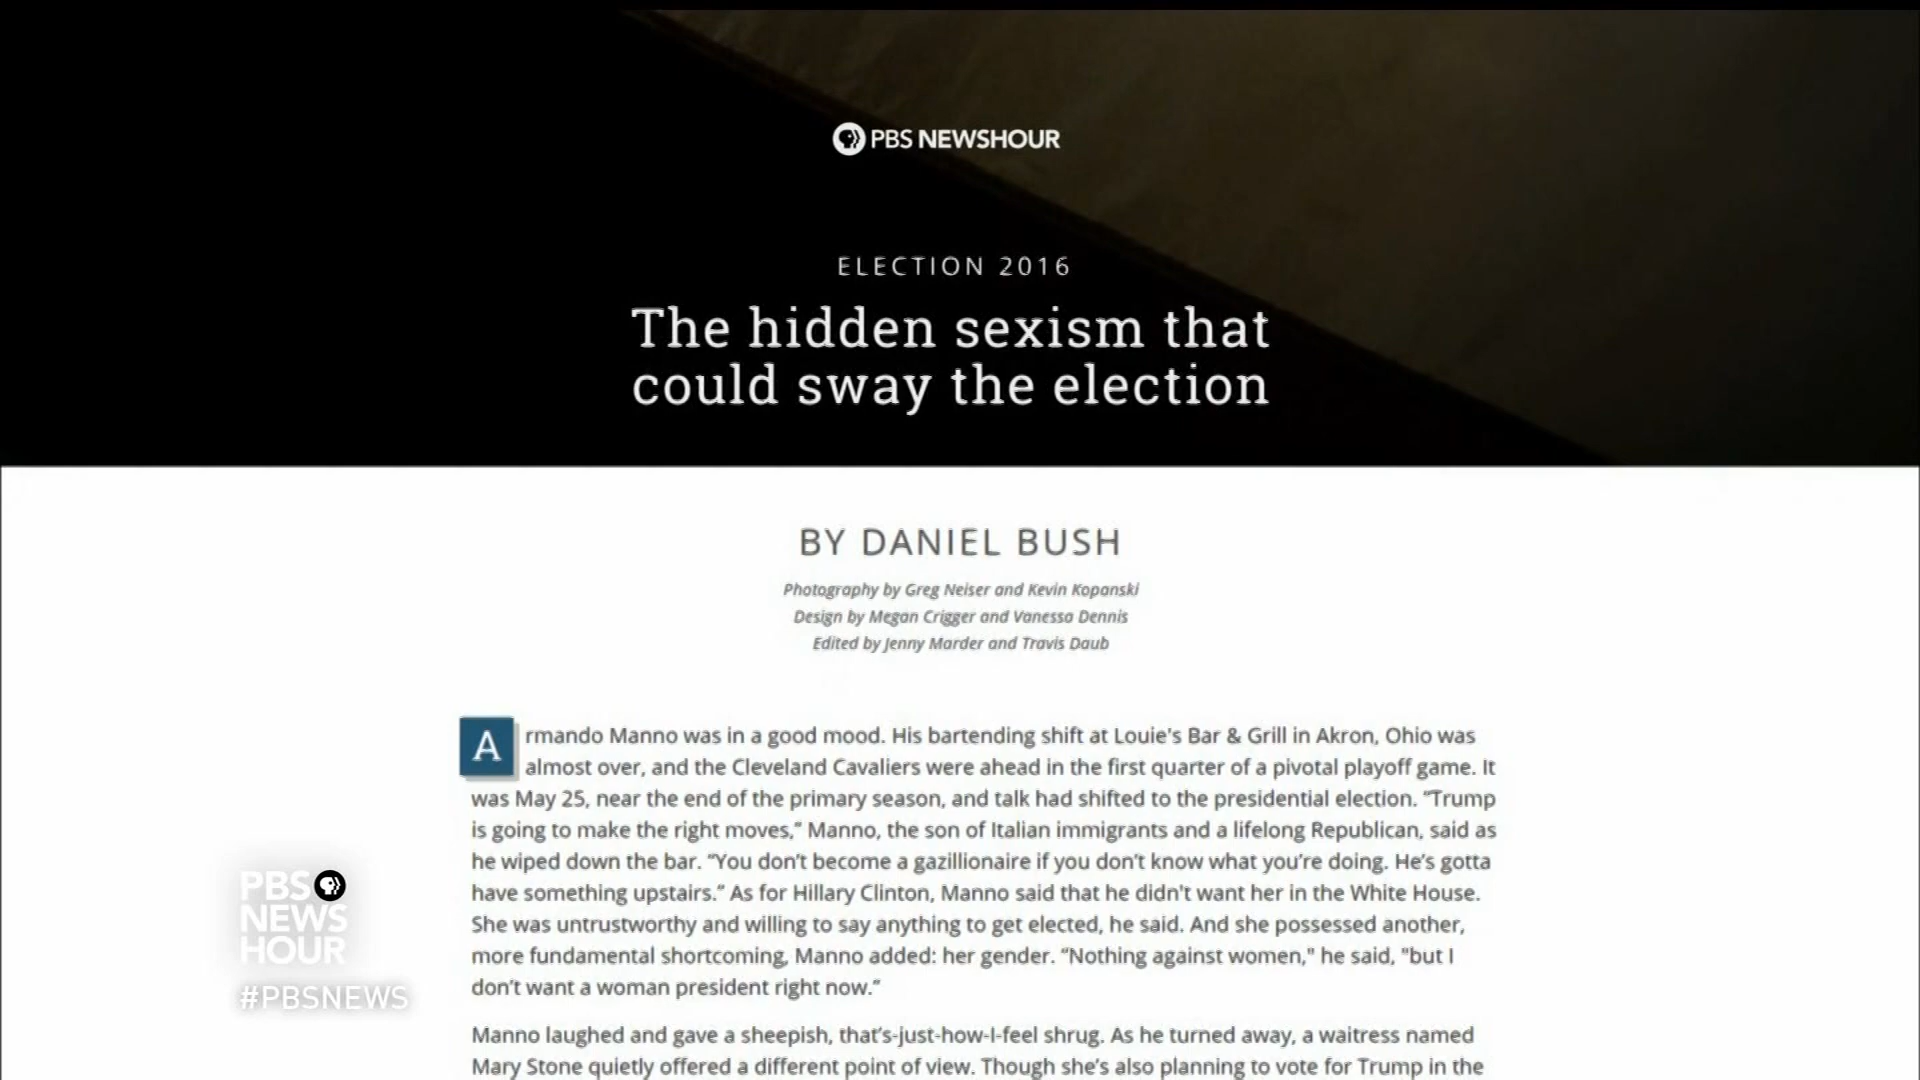 PBS NEWSHOUR
ELECTION 2016
The hidden sexism that
could sway the election
BY DANIEL BUSH
Photography by Greg Neiser and Kevin Kopanski
Design by Megan Crigger and Vanessa Dennis
Edited by Jenny Marder and Travis Daub
Armando Manno was in a good mood. His bartending shift at Louie's Bar & Grill in Akron, Ohio was
almost over, and the Cleveland Cavaliers were ahead in the first quarter of a pivotal playoff game. It
was May 25, near the end of the primary season, and talk had shifted to the presidential election. “Trump
is going to make the right moves,” Manno, the son of Italian immigrants and a lifelong Republican, said as
he wiped down the bar. “You don’t become a gazillionaire if you don’t know what you’re doing. He’s gotta
have something upstairs.” As for Hillary Clinton, Manno said that he didn't want her in the White House.
She was untrustworthy and willing to say anything to get elected, he said. And she possessed another,
more fundamental shortcoming, Manno added: her gender. “Nothing against women," he said, "but I
don’t want a woman president right now.”
Manno laughed and gave a sheepish, that’s-just-how-I-feel shrug. As he turned away, a waitress named
Mary Stone quietly offered a different point of view. Though she’s also planning to vote for Trump in the
PBS
NEWS
HOUR
#PBSNEWS